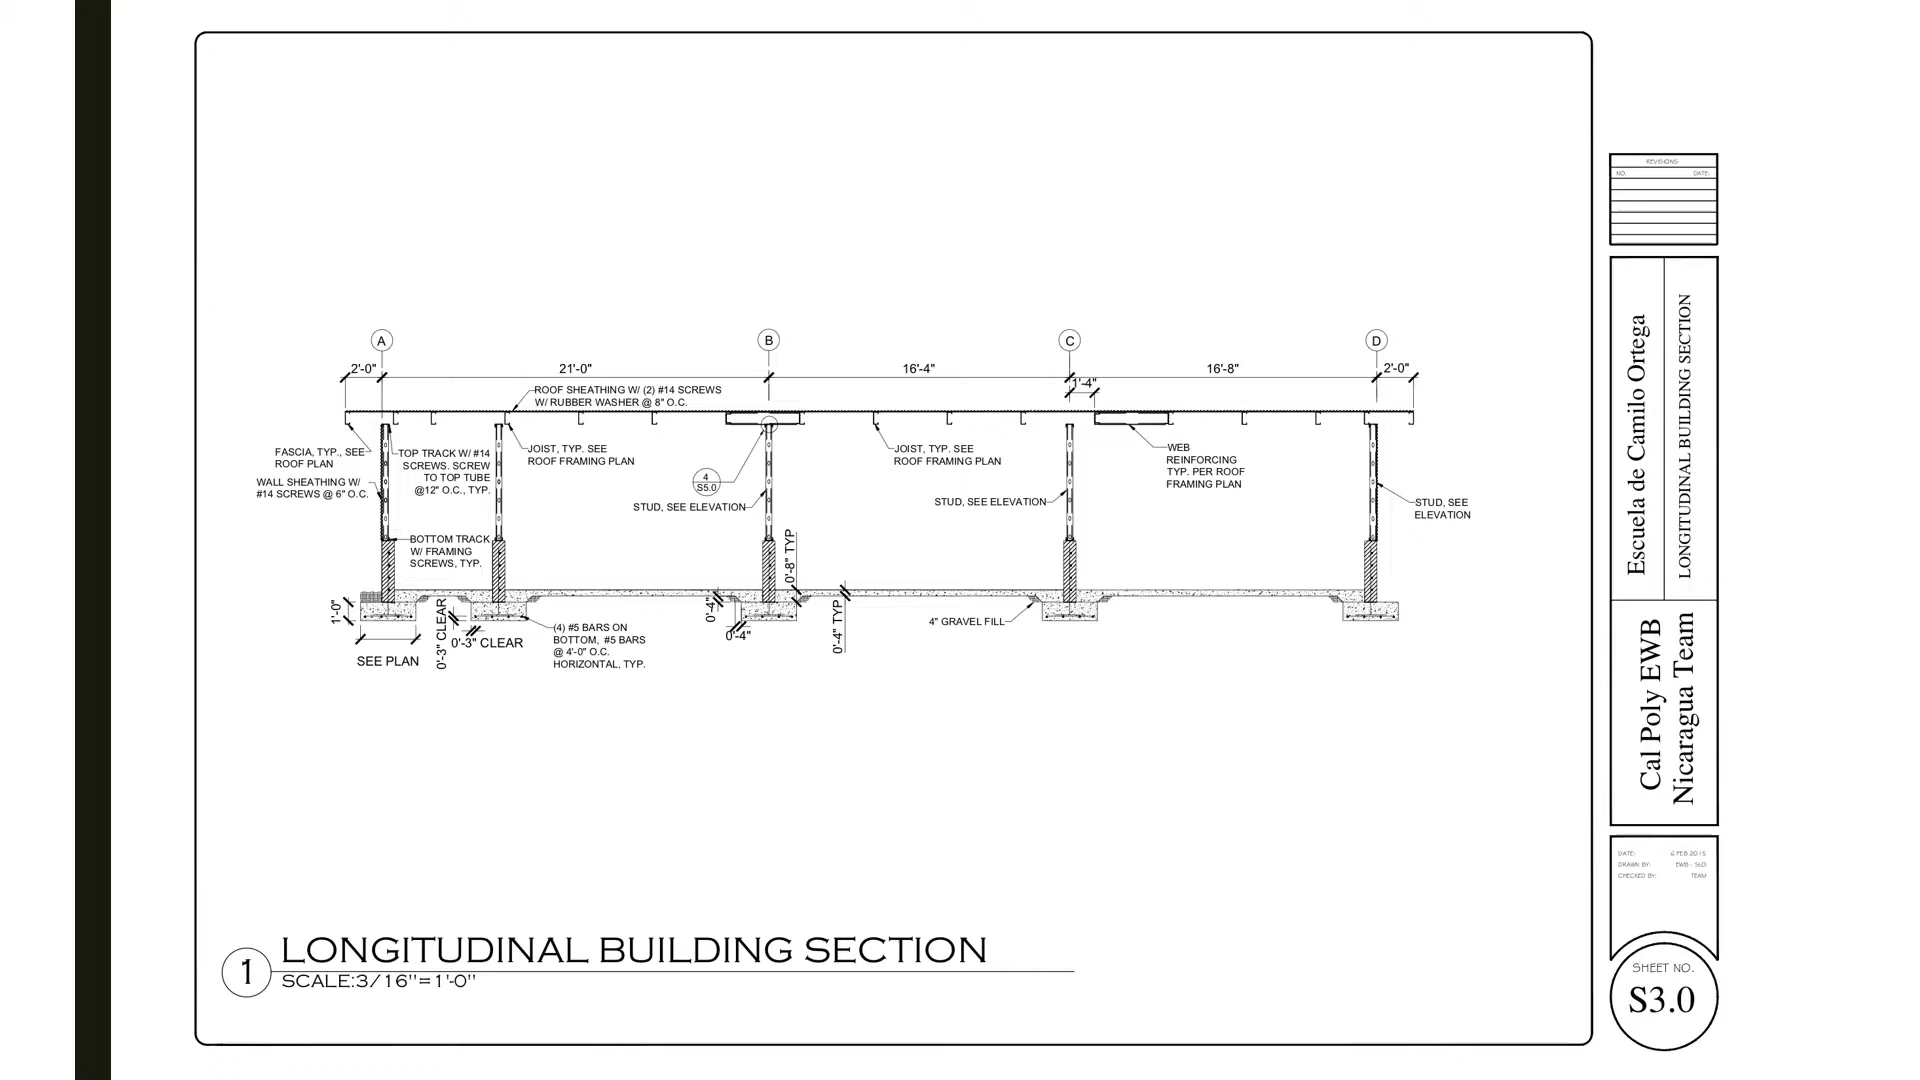 A
B
C
D
2'-0"
21'-0"
16'-4"
16'-8"
2'-0"
1'-4"
ROOF SHEATHING W/ (2) #14 SCREWS
W/ RUBBER WASHER @ 8" O.C.
FASCIA, TYP., SEE
ROOF PLAN
WALL SHEATHING W/
#14 SCREWS @ 6" O.C.
TOP TRACK W/ #14
SCREWS. SCREW
TO TOP TUBE
@12" O.C., TYP.
JOIST, TYP. SEE
ROOF FRAMING PLAN
4
S5.0
STUD, SEE ELEVATION
JOIST, TYP. SEE
ROOF FRAMING PLAN
STUD, SEE ELEVATION
WEB
REINFORCING
TYP. PER ROOF
FRAMING PLAN
STUD, SEE
ELEVATION
BOTTOM TRACK
W/ FRAMING
SCREWS, TYP.
0'-8" TYP
1'-0"
SEE PLAN
0'-3" CLEAR
0'-3" CLEAR
(4) #5 BARS ON
BOTTOM, #5 BARS
@ 4'-0" O.C.
HORIZONTAL, TYP.
0'-4"
0'-4"
0'-4" TYP
4" GRAVEL FILL
1
LONGITUDINAL BUILDING SECTION
SCALE:3/16"=1'-0"
REVISIONS
NO. DATE:
Escuela de Camilo Ortega
LONGITUDINAL BUILDING SECTION
Cal Poly EWB
Nicaragua Team
DATE: 6 FEB 2015
DRAWN BY: EWB - SLO
CHECKED BY: TEAM
SHEET NO.
S3.0